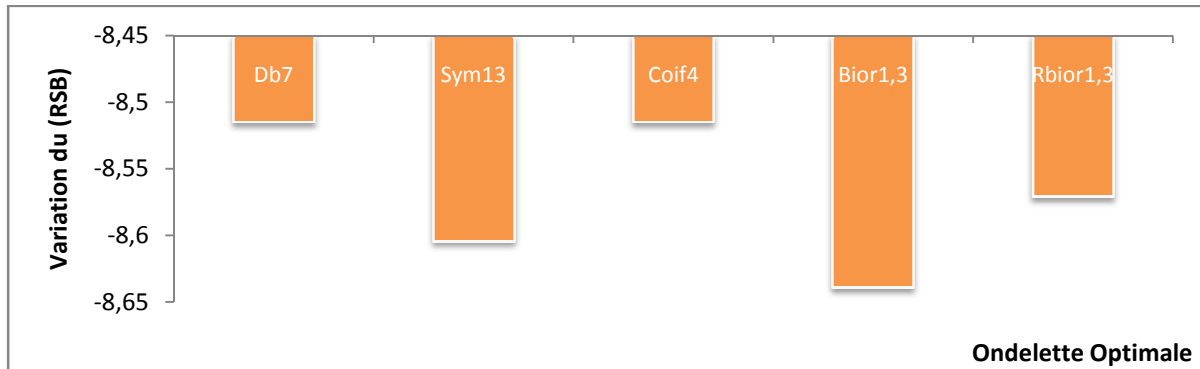 -8,45
-8,5
-8,55
-8,6
-8,65
Variation du (RSB)
Db7
Sym13
Coif4
Bior1,3
Rbior1,3
Ondelette Optimale